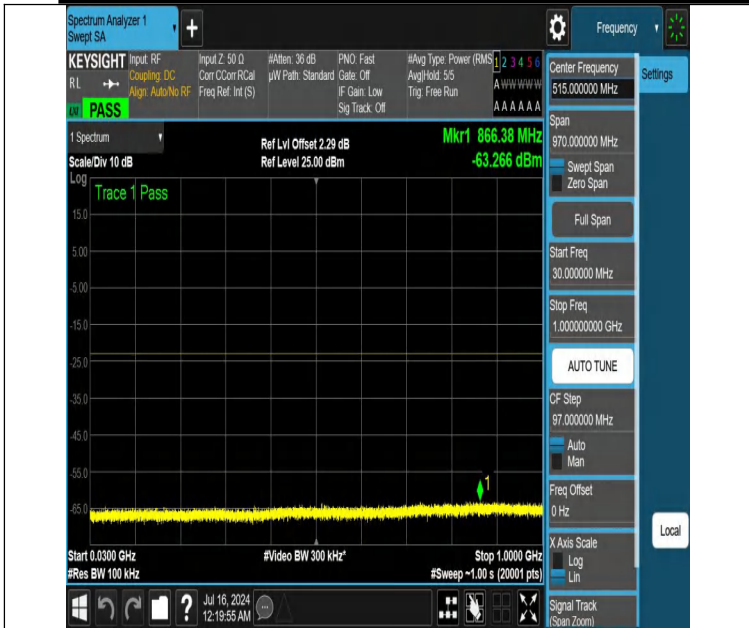 Spectrum Analyzer 1
Swept SA
+
Frequency
KEYSIGHT
RL
PASS
Input: RF
Coupling: DC
Align: Auto/No RF
Input Z: 50 Ω
Corr CCorr RCal
Freq Ref: Int (S)
#Atten: 36 dB
µW Path: Standard
PNO: Fast
Gate: Off
IF Gain: Low
Sig Track: Off
#Avg Type: Power (RMS
Avg|Hold: 5/5
Trig: Free Run
1 2 3 4 5 6
A W W W W W
A A A A A A
Center Frequency
515.000000 MHz
Settings
1 Spectrum
Scale/Div 10 dB
Ref Lvl Offset 2.29 dB
Ref Level 25.00 dBm
Mkr1 866.38 MHz
-63.266 dBm
Span
970.000000 MHz
Swept Span
Zero Span
Full Span
Start Freq
30.000000 MHz
Stop Freq
1.000000000 GHz
AUTO TUNE
CF Step
97.000000 MHz
Auto
Man
Freq Offset
0 Hz
X Axis Scale
Log
Lin
Signal Track
(Span Zoom)
Local
Log
Trace 1 Pass
15.0
5.00
-5.00
-15.0
-25.0
-35.0
-45.0
-55.0
-65.0
1
Start 0.0300 GHz
#Res BW 100 kHz
#Video BW 300 kHz*
Stop 1.0000 GHz
#Sweep ~1.00 s (20001 pts)
?
Jul 16, 2024
12:19:55 AM